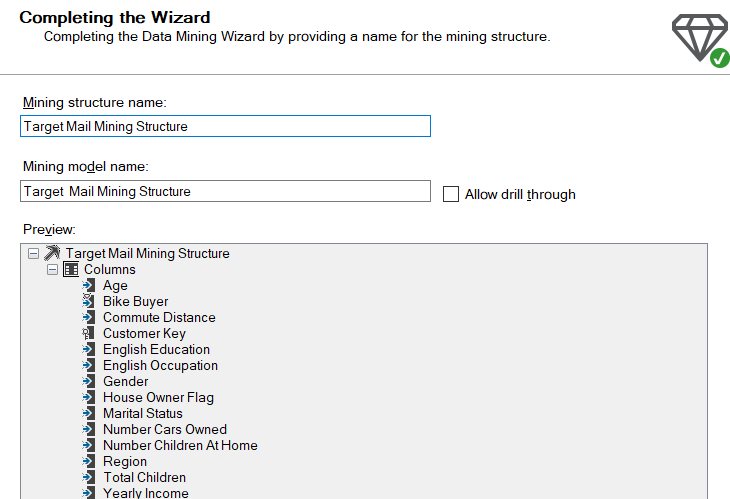 Completing the Wizard
Completing the Data Mining Wizard by providing a name for the mining structure.
Mining structure name:
Target Mail Mining Structure
Mining model name:
Target  Mail Mining Structure
Allow drill through
Preview:
Target Mail Mining Structure
Columns
Age
Bike Buyer
Commute Distance
Customer Key
English Education
English Occupation
Gender
House Owner Flag
Marital Status
Number Cars Owned
Number Children At Home
Region
Total Children
Yearly Income